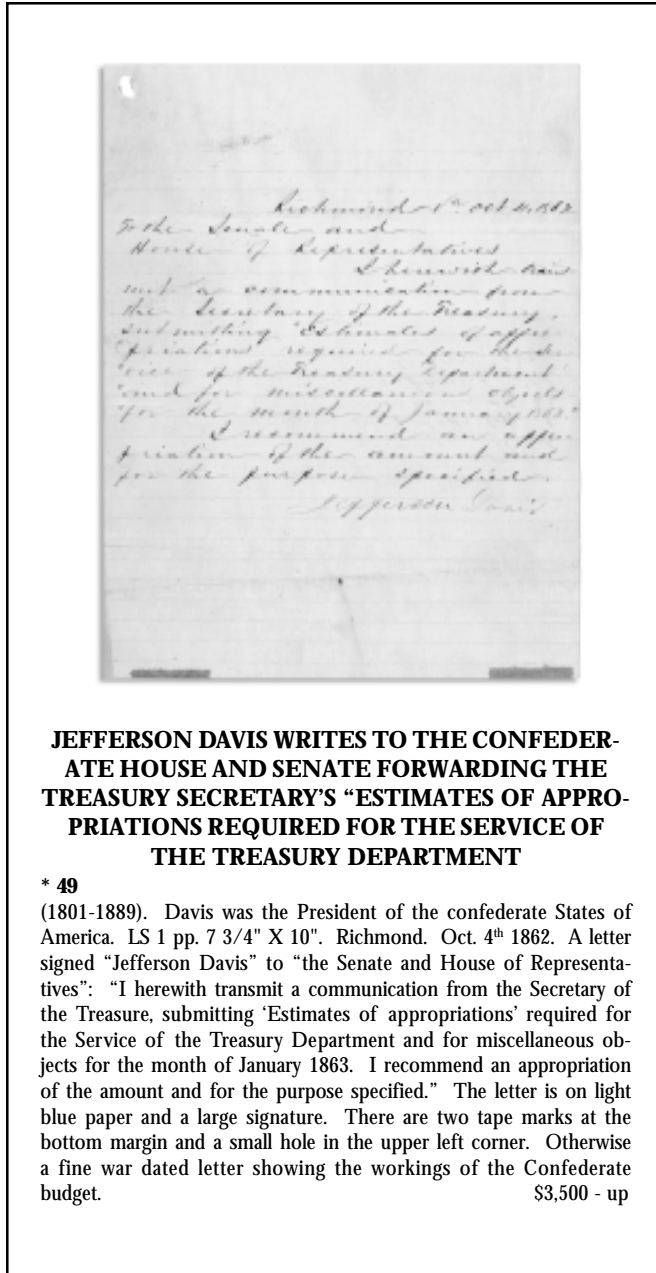 Richmond Va. Oct 4, 1862
To the Senate and
House of Representatives
I herewith trans
mit a communication from
the Secretary of the Treasury,
submitting "Estimates of appro
"priations required for the Ser
"vice of the Treasury Department
"and for miscellaneous objects
"for the month of January 1863."
I recommend an appro
priation of the amount and
for the purpose specified.
Jefferson Davis
JEFFERSON DAVIS WRITES TO THE CONFEDER-
ATE HOUSE AND SENATE FORWARDING THE
TREASURY SECRETARY'S “ESTIMATES OF APPRO-
PRIATIONS REQUIRED FOR THE SERVICE OF
THE TREASURY DEPARTMENT
* 49
(1801-1889). Davis was the President of the confederate States of
America. LS 1 pp. 7 3/4" X 10". Richmond. Oct. 4th 1862. A letter
signed “Jefferson Davis” to “the Senate and House of Representa-
tives”: “I herewith transmit a communication from the Secretary of
the Treasure, submitting ‘Estimates of appropriations’ required for
the Service of the Treasury Department and for miscellaneous ob-
jects for the month of January 1863. I recommend an appropriation
of the amount and for the purpose specified.” The letter is on light
blue paper and a large signature. There are two tape marks at the
bottom margin and a small hole in the upper left corner. Otherwise
a fine war dated letter showing the workings of the Confederate
budget. $3,500 - up